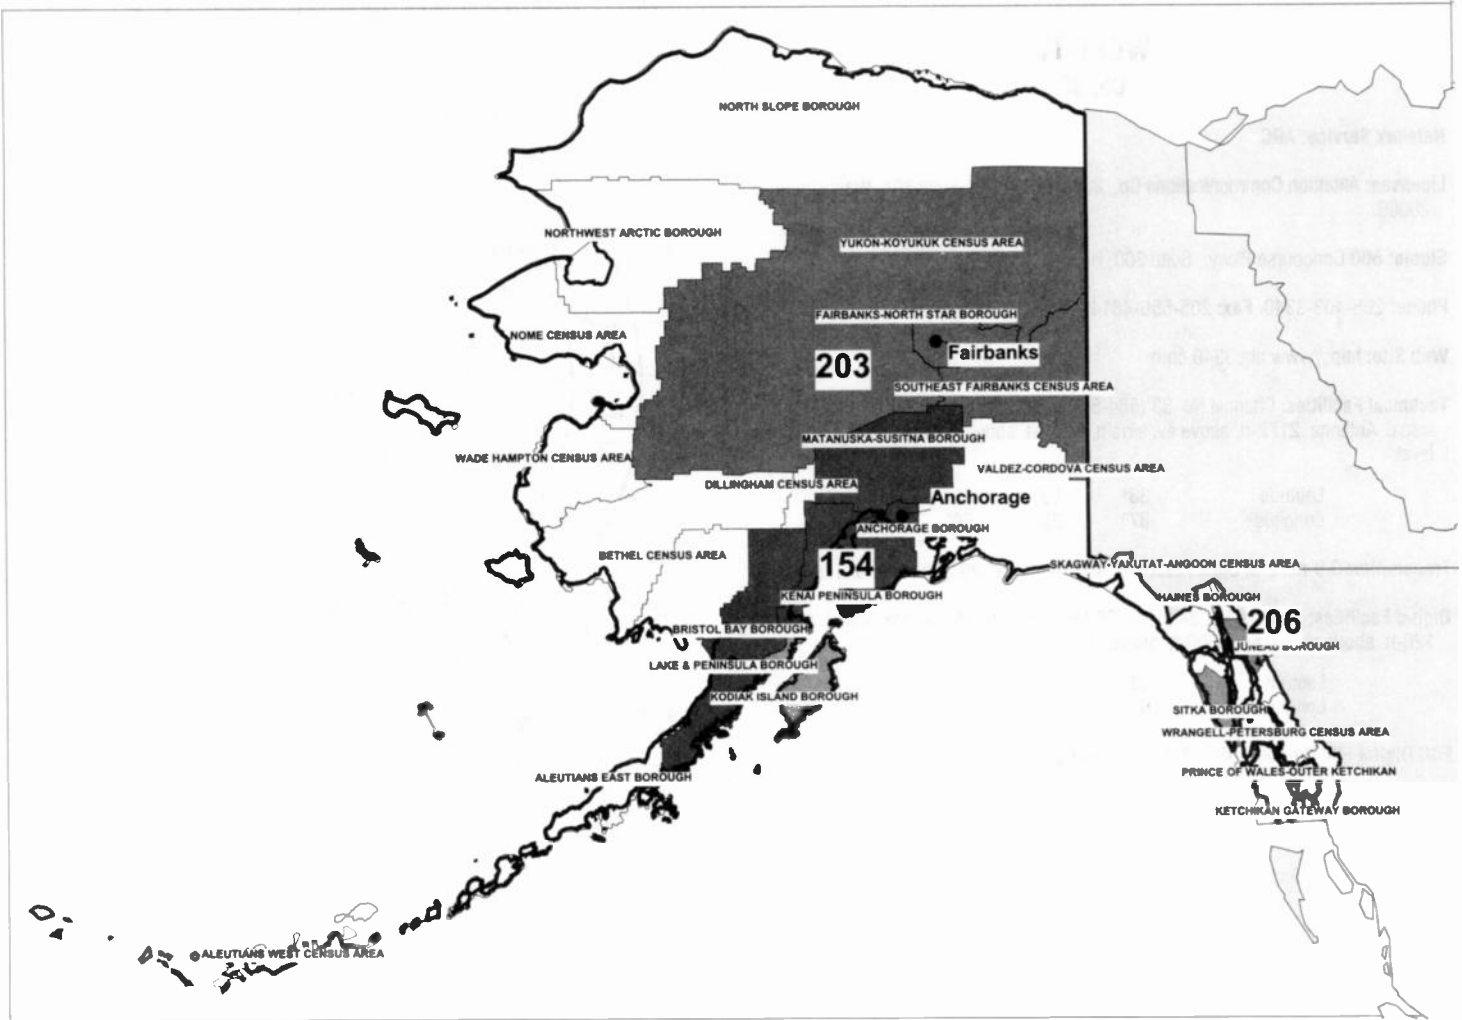 NORTH SLOPE BOROUGH
Network Service: ABC
NORTHWEST ARCTIC BOROUGH
YUKON-KOYUKUK CENSUS AREA
FAIRBANKS-NORTH STAR BOROUGH
NOME CENSUS AREA
Fairbanks
203
SOUTHEAST FAIRBANKS CENSUS AREA
MATANUSKA-SUSITNA BOROUGH
WADE HAMPTON CENSUS AREA
VALDEZ-CORDOVA CENSUS AREA
DILLINGHAM CENSUS AREA
Anchorage
ANCHORAGE BOROUGH
BETHEL CENSUS AREA
154
SKAGWAY-YAKUTAT-ANGOON CENSUS AREA
KENAI PENINSULA BOROUGH
HAINES BOROUGH
206
BRISTOL BAY BOROUGH
JUNEAU BOROUGH
LAKE & PENINSULA BOROUGH
KODIAK ISLAND BOROUGH
SITKA BOROUGH
WRANGELL-PETERSBURG CENSUS AREA
PRINCE OF WALES-OUTER KETCHIKAN
ALEUTIANS EAST BOROUGH
KETCHIKAN GATEWAY BOROUGH
ALEUTIANS WEST CENSUS AREA